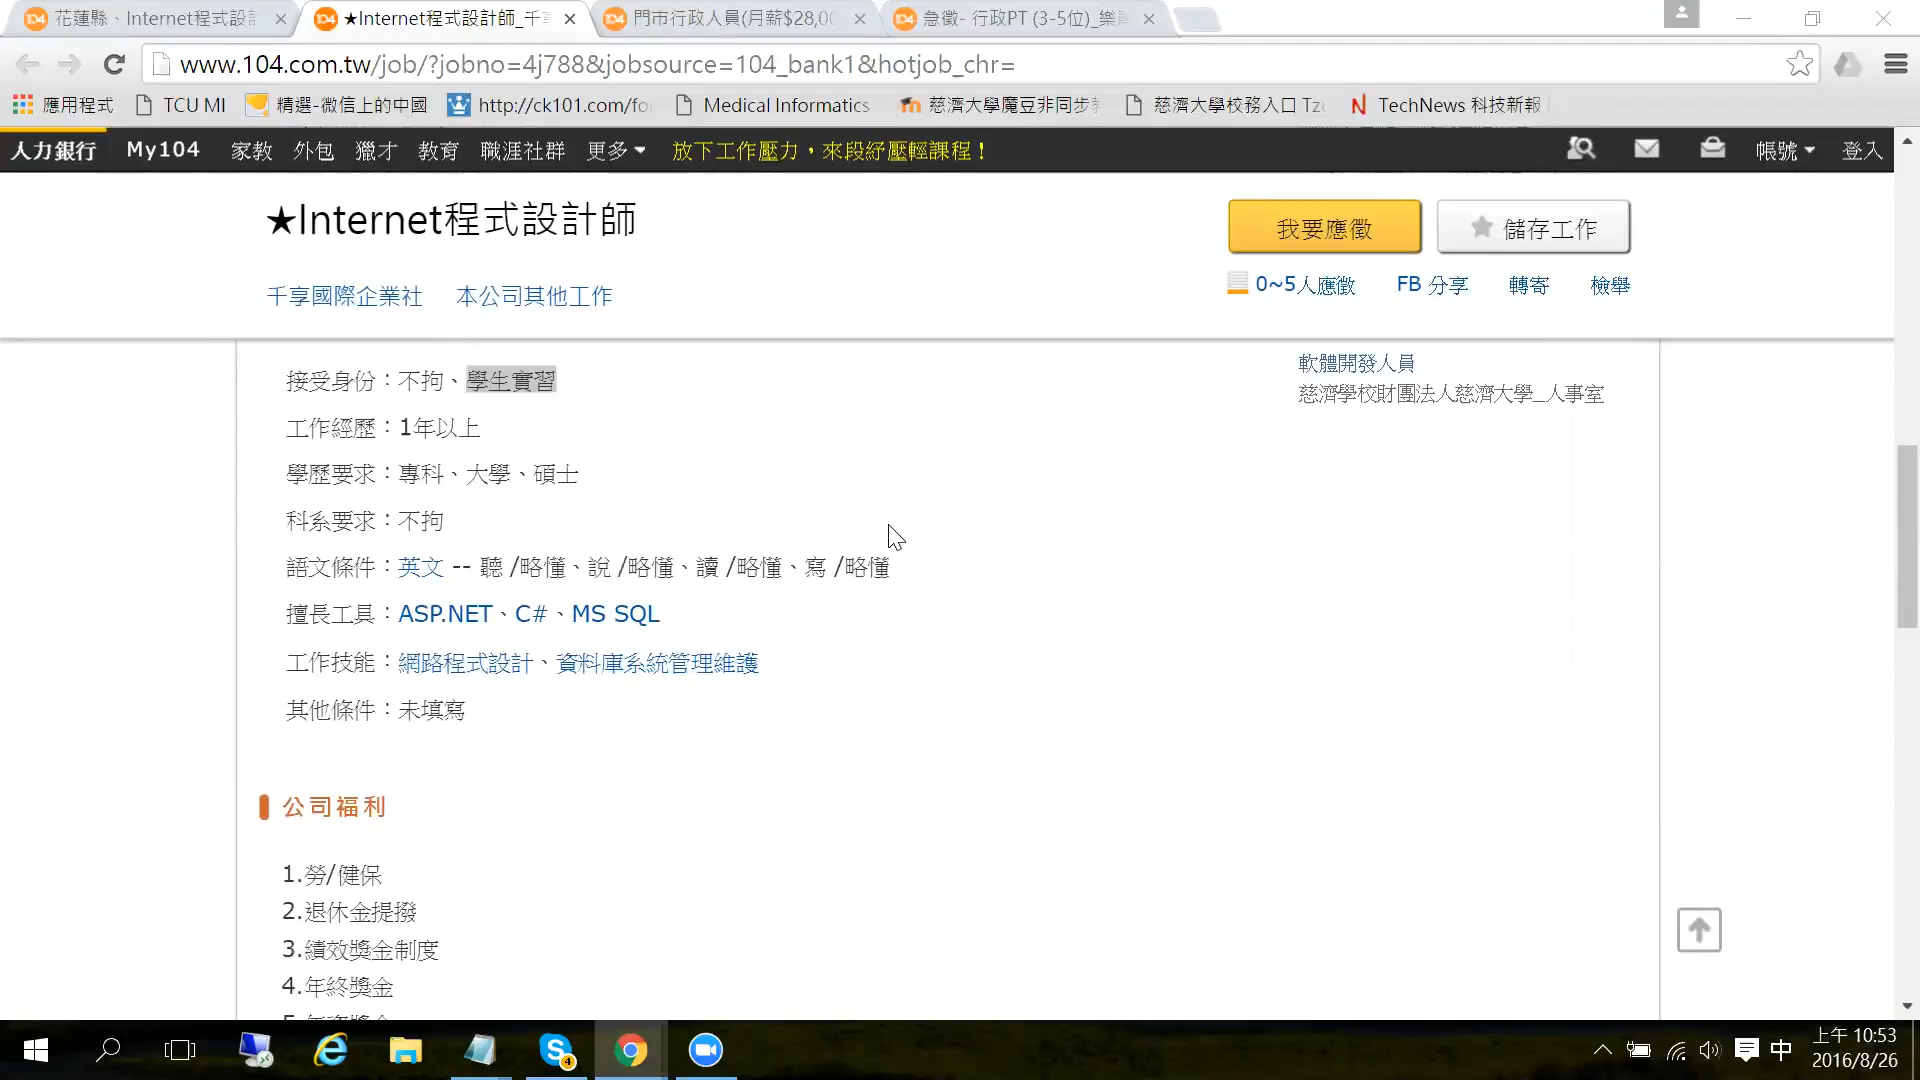 花蓮縣、Internet程式設計
★Internet程式設計師_千
門市行政人員(月薪$28,00
急徵- 行政PT (3-5位)_樂
www.104.com.tw/job/?jobno=4j788&jobsource=104_bank1&hotjob_chr=
應用程式 TCU MI 精選-微信上的中國 http://ck101.com/fo Medical Informatics 慈濟大學魔豆非同步 慈濟大學校務入口 Tzu TechNews 科技新報
人力銀行 My104 家教 外包 獵才 教育 職涯社群 更多 放下工作壓力，來段紓壓輕課程！ 帳號 登入
★Internet程式設計師
我要應徵 儲存工作
千享國際企業社 本公司其他工作
0~5人應徵 FB 分享 轉寄 檢舉
軟體開發人員
慈濟學校財團法人慈濟大學_人事室
接受身份：不拘、學生實習
工作經歷：1年以上
學歷要求：專科、大學、碩士
科系要求：不拘
語文條件：英文 -- 聽 /略懂、說 /略懂、讀 /略懂、寫 /略懂
擅長工具：ASP.NET、C#、MS SQL
工作技能：網路程式設計、資料庫系統管理維護
其他條件：未填寫
公司福利
1.勞/健保
2.退休金提撥
3.績效獎金制度
4.年終獎金
4
中
上午 10:53
2016/8/26